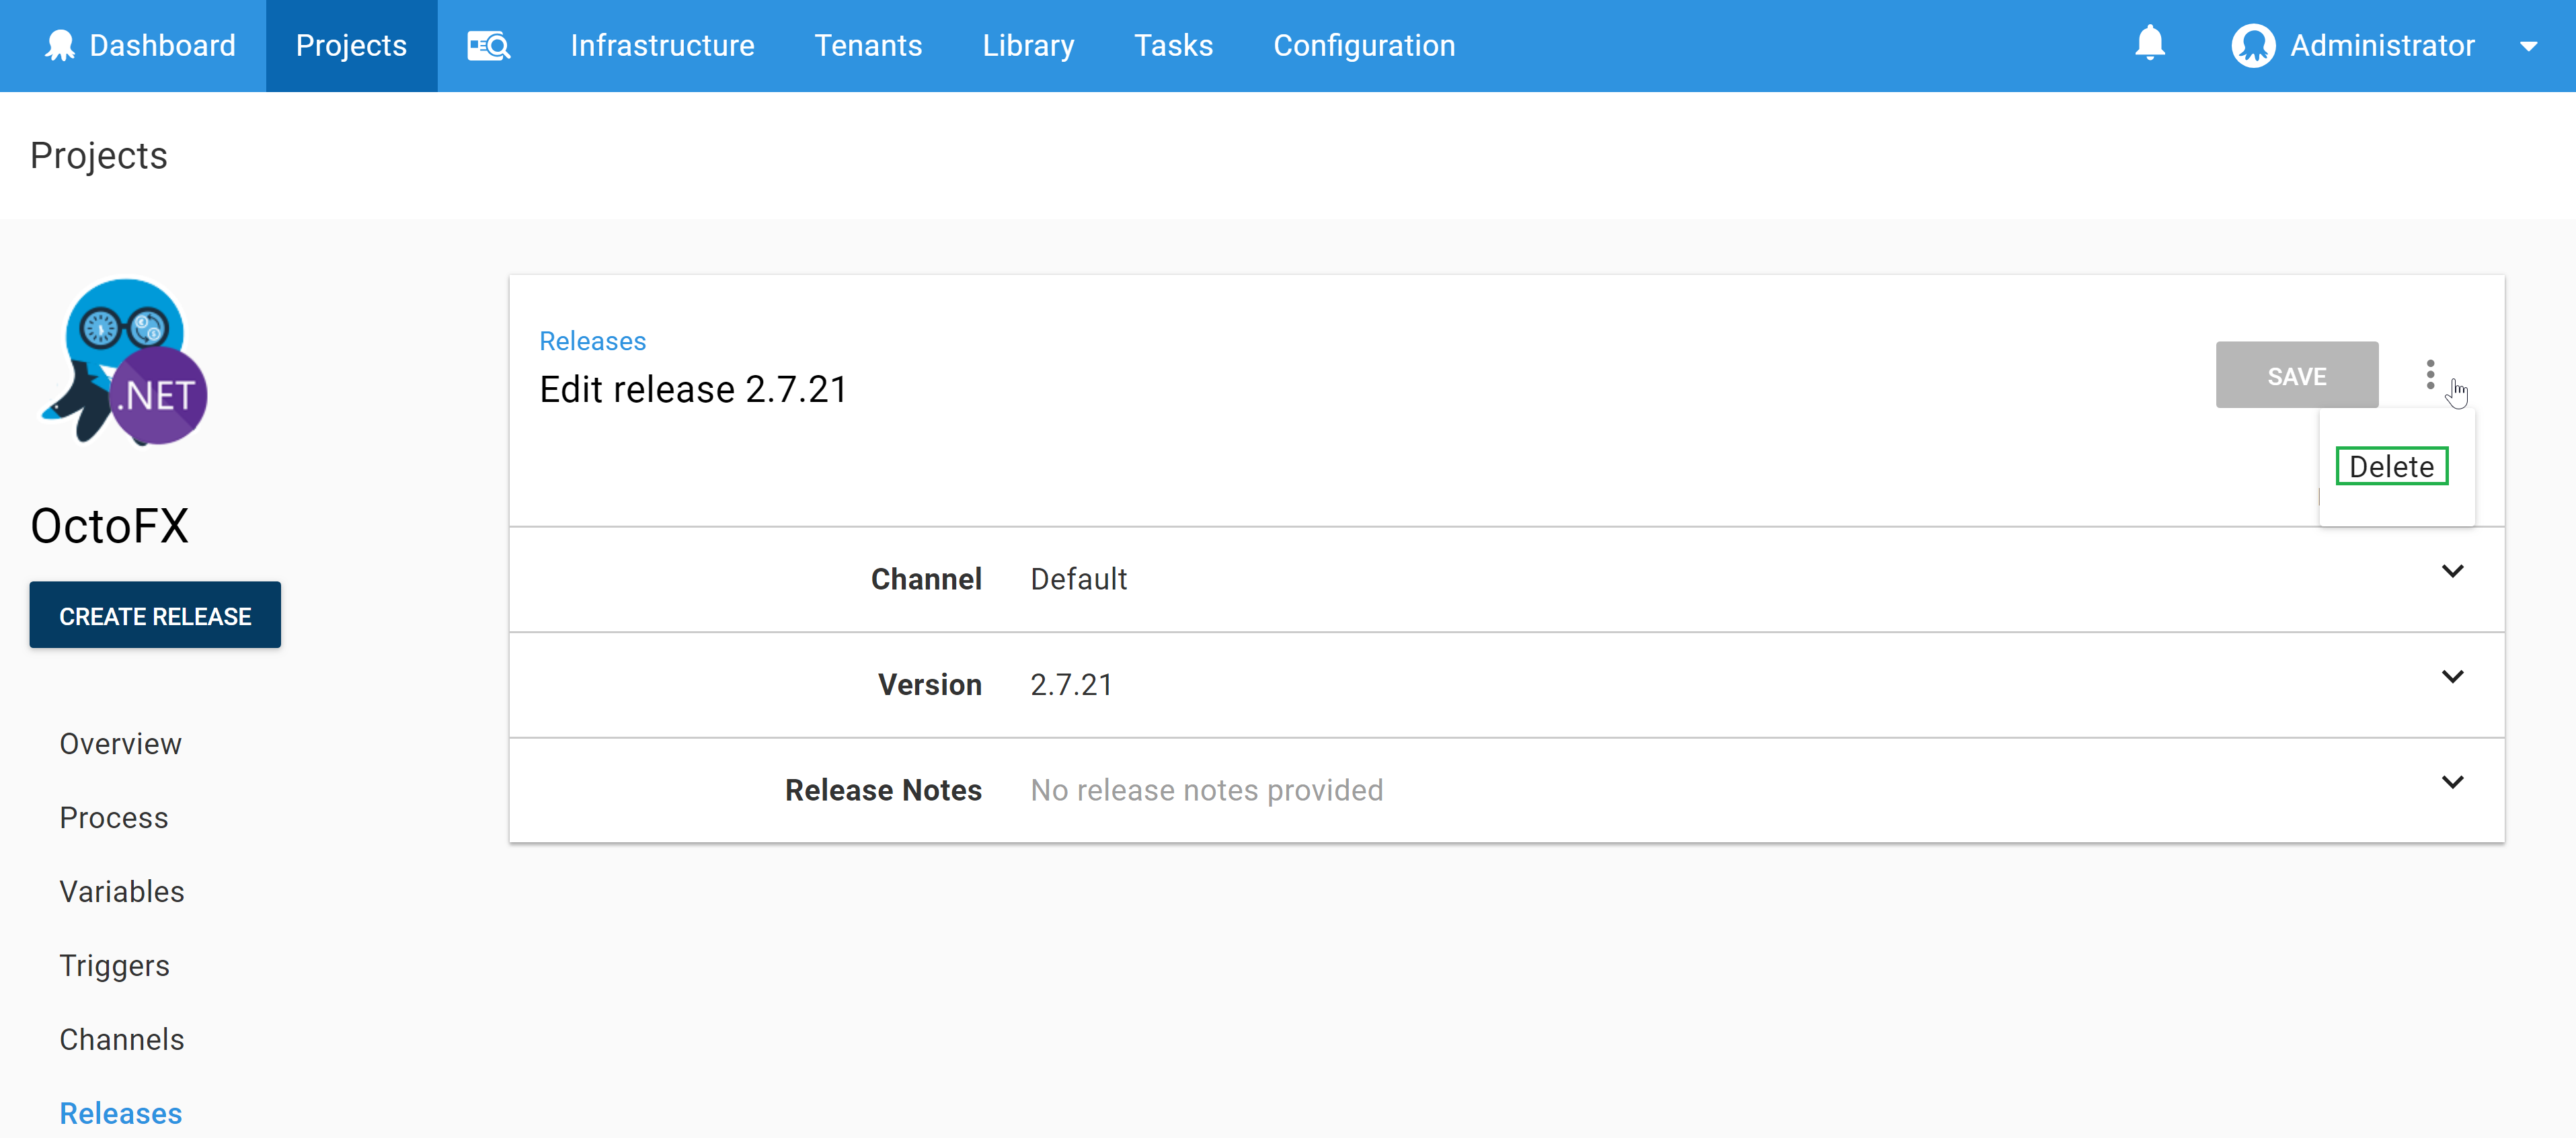 Dashboard Projects Infrastructure Tenants Library Tasks Configuration Administrator
Projects
.NET
OctoFX
CREATE RELEASE
Overview
Process
Variables
Triggers
Channels
Releases
Releases
Edit release 2.7.21
SAVE
Delete
Channel Default
Version 2.7.21
Release Notes No release notes provided